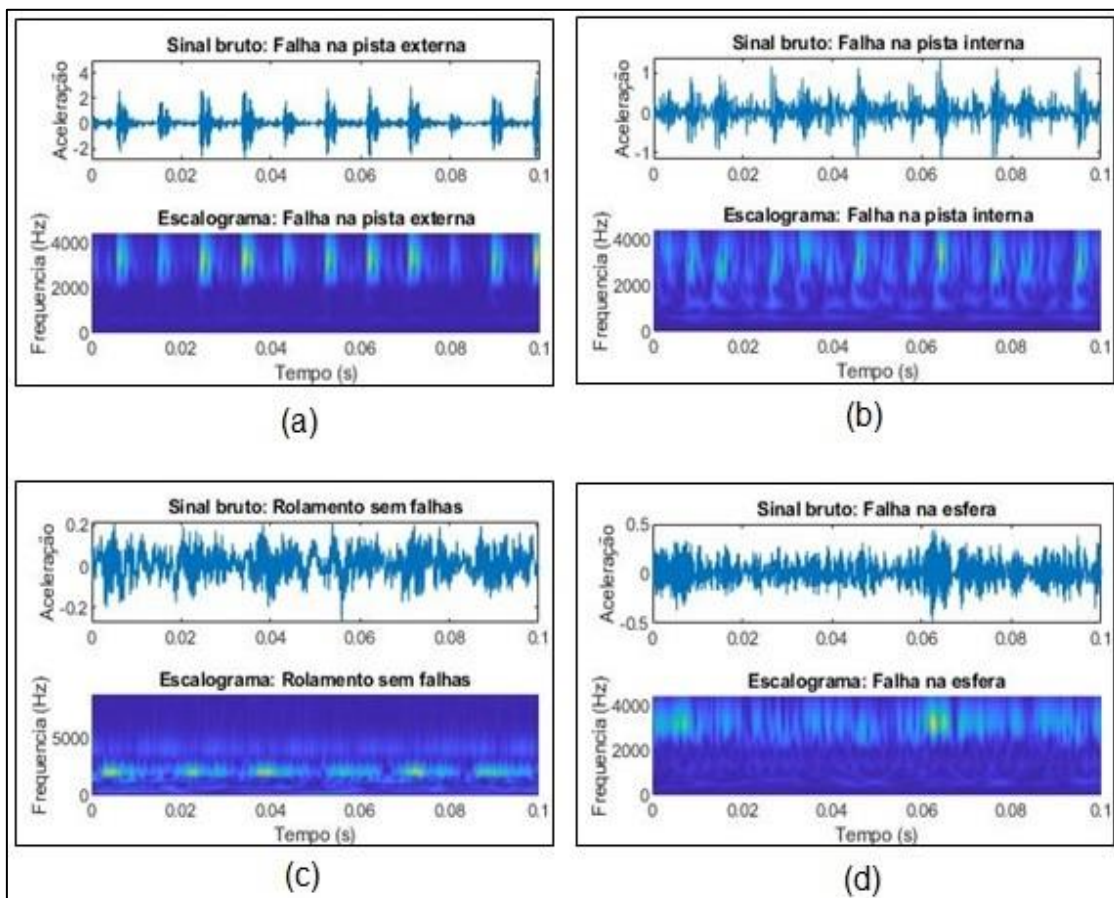 Sinal bruto: Falha na pista externa
Aceleração
4
2
0
-2
0 0.02 0.04 0.06 0.08 0.1
Escalograma: Falha na pista externa
Frequencia (Hz)
4000
2000
0
0 0.02 0.04 0.06 0.08 0.1
Tempo (s)
(a)
Sinal bruto: Falha na pista interna
Aceleração
1
0
-1
0 0.02 0.04 0.06 0.08 0.1
Escalograma: Falha na pista interna
Frequencia (Hz)
4000
2000
0
0 0.02 0.04 0.06 0.08 0.1
Tempo (s)
(b)
Sinal bruto: Rolamento sem falhas
Aceleração
0.2
0
-0.2
0 0.02 0.04 0.06 0.08 0.1
Escalograma: Rolamento sem falhas
Frequencia (Hz)
5000
0
0 0.02 0.04 0.06 0.08 0.1
Tempo (s)
(c)
Sinal bruto: Falha na esfera
Aceleração
0.5
0
-0.5
0 0.02 0.04 0.06 0.08 0.1
Escalograma: Falha na esfera
Frequencia (Hz)
4000
2000
0
0 0.02 0.04 0.06 0.08 0.1
Tempo (s)
(d)